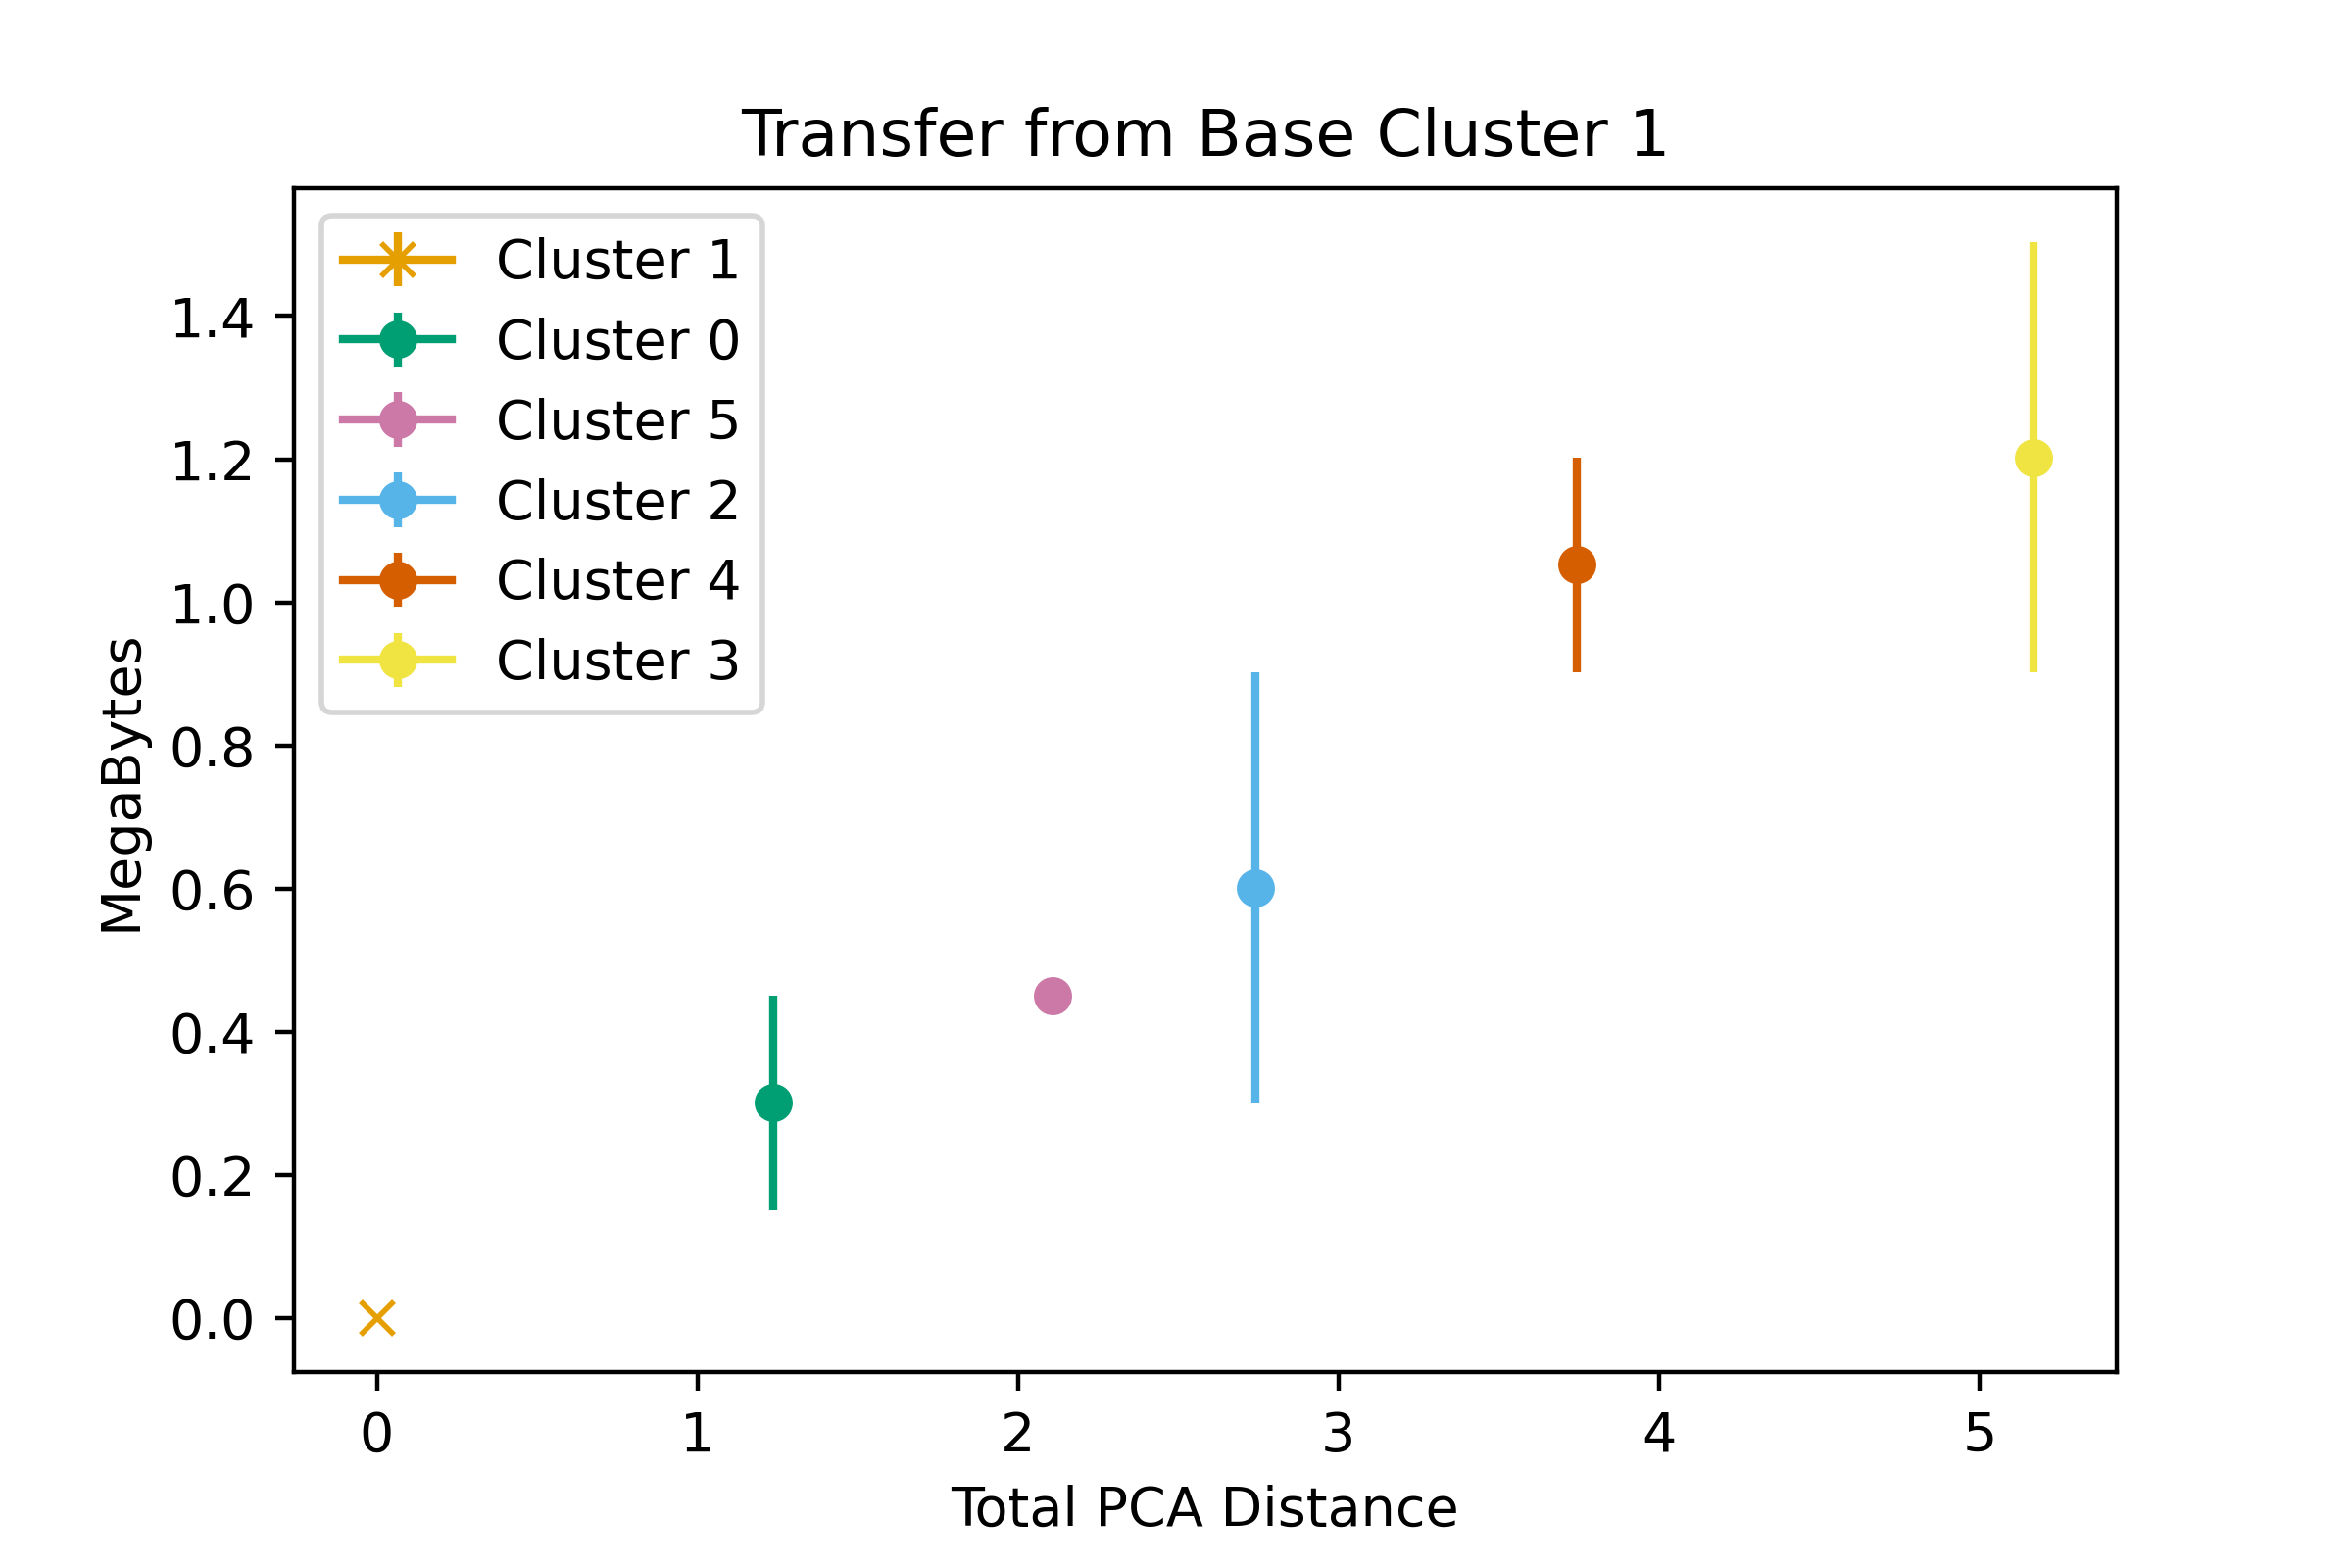 Transfer from Base Cluster 1
Cluster 1
Cluster 0
Cluster 5
Cluster 2
Cluster 4
Cluster 3
MegaBytes
1.4
1.2
1.0
0.8
0.6
0.4
0.2
0.0
0 1 2 3 4 5
Total PCA Distance